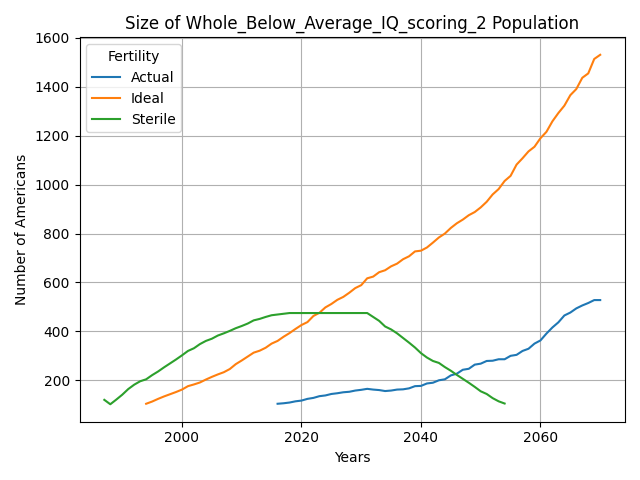 Size of Whole_Below_Average_IQ_scoring_2 Population
Number of Americans
1600
1400
1200
1000
800
600
400
200
Fertility
Actual
Ideal
Sterile
2000
2020
2040
2060
Years